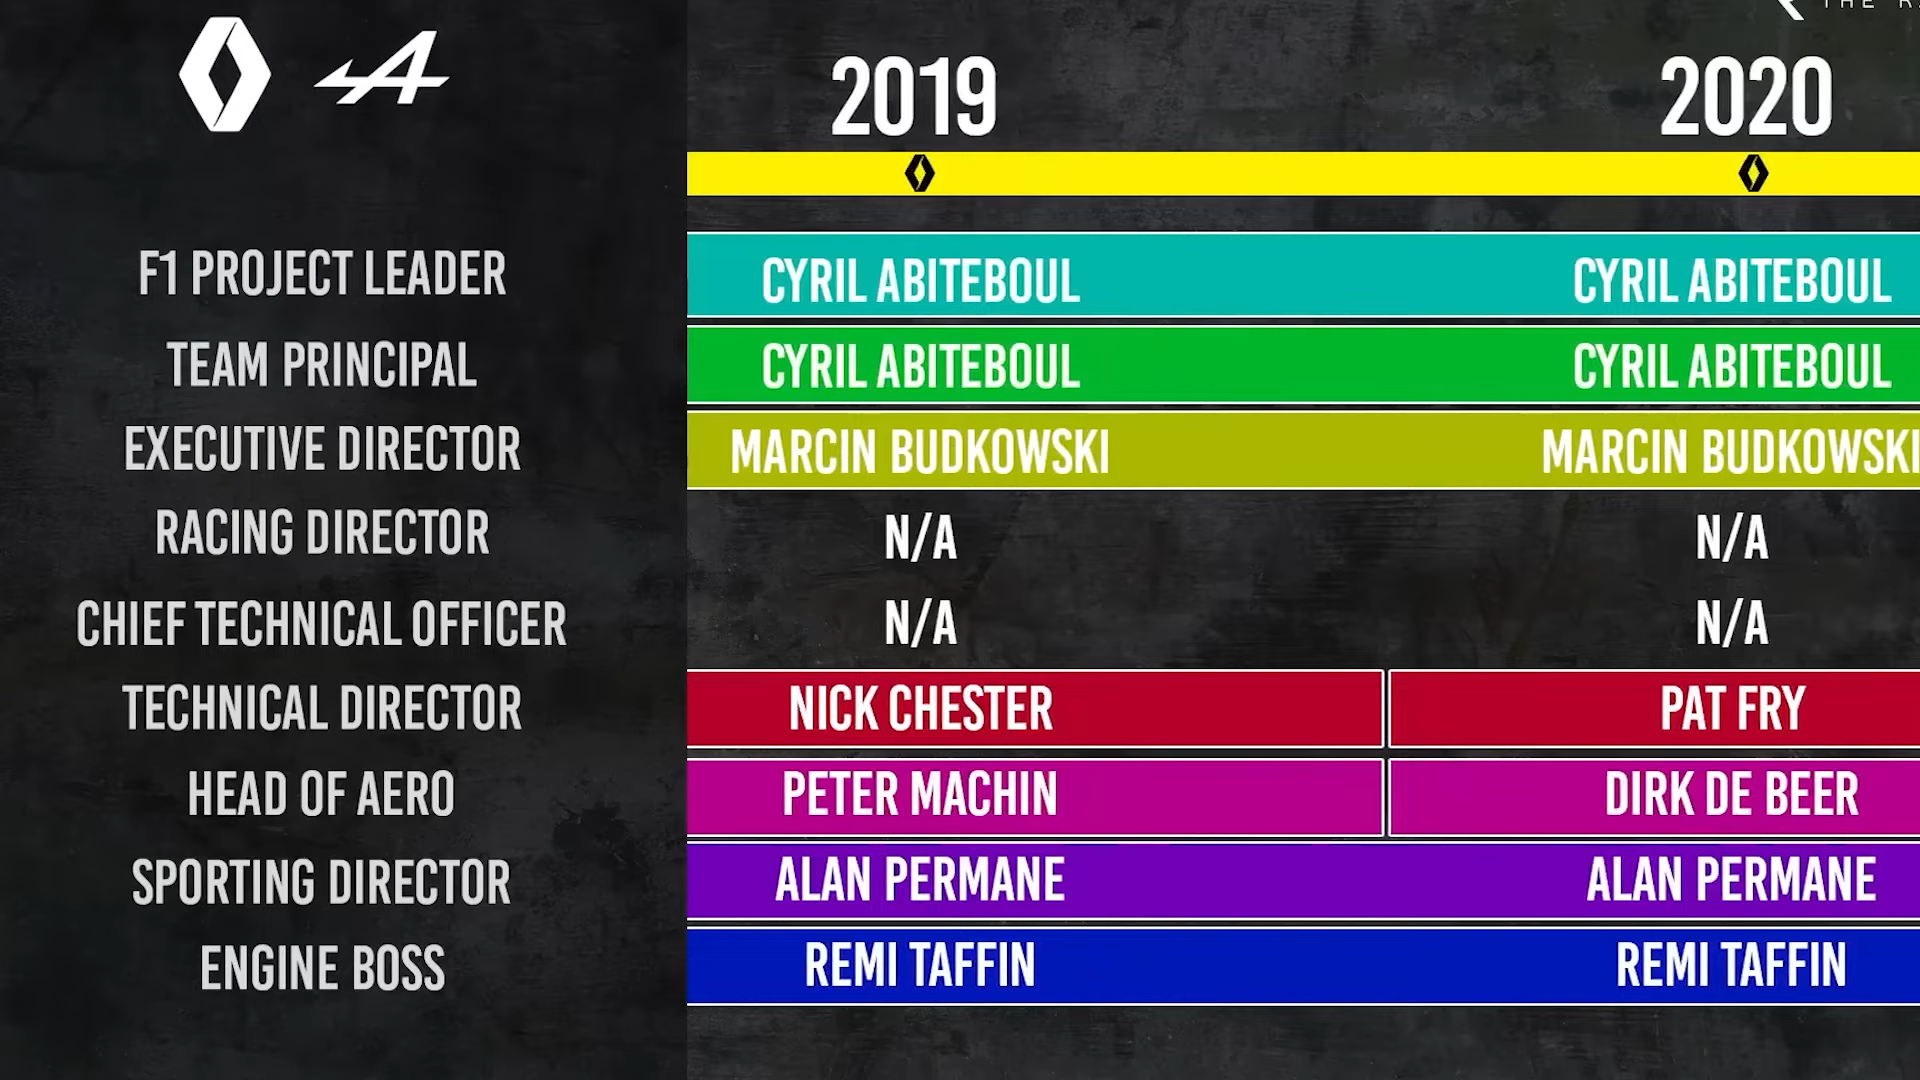 THE R
2019 2020
F1 PROJECT LEADER CYRIL ABITEBOUL CYRIL ABITEBOUL
TEAM PRINCIPAL CYRIL ABITEBOUL CYRIL ABITEBOUL
EXECUTIVE DIRECTOR MARCIN BUDKOWSKI MARCIN BUDKOWSKI
RACING DIRECTOR N/A N/A
CHIEF TECHNICAL OFFICER N/A N/A
TECHNICAL DIRECTOR NICK CHESTER PAT FRY
HEAD OF AERO PETER MACHIN DIRK DE BEER
SPORTING DIRECTOR ALAN PERMANE ALAN PERMANE
ENGINE BOSS REMI TAFFIN REMI TAFFIN